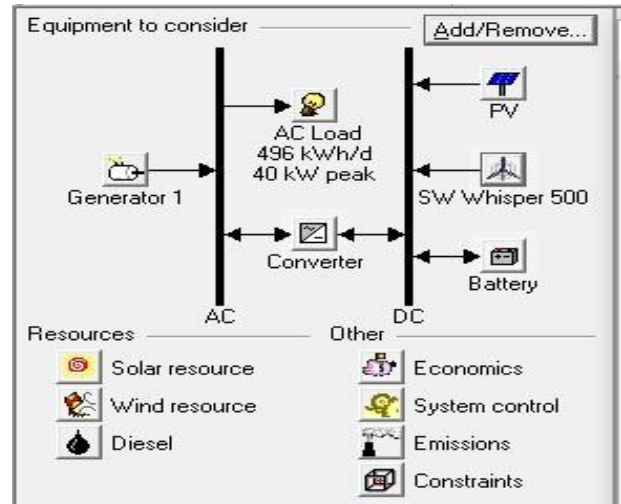 Equipment to consider
Add/Remove...
AC Load
496 kWh/d
40 kW peak
PV
Generator 1
SW Whisper 500
Converter
Battery
AC
DC
Resources
Other
Solar resource
Economics
Wind resource
System control
Diesel
Emissions
Constraints